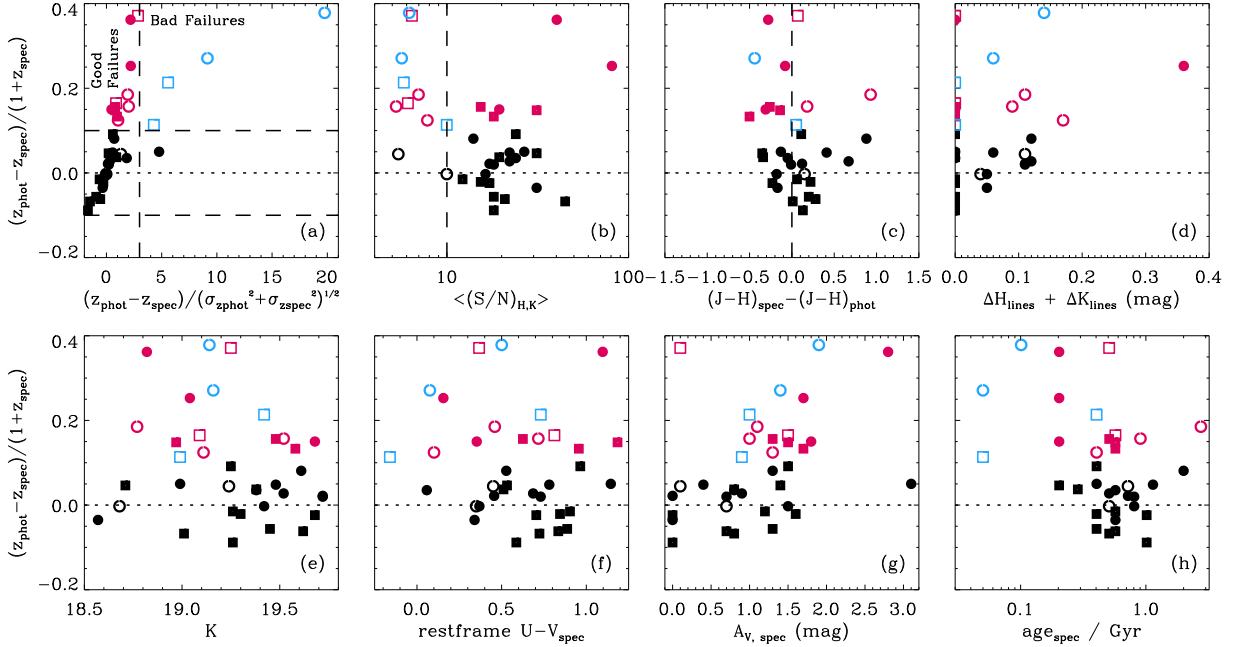 0.4
0.2
0.0
−0.2
(z_phot−z_spec)/(1+z_spec)
Good
Failures
Bad Failures
(a)
0 5 10 15 20
(z_phot−z_spec)/(σ_zphot²+σ_zspec²)^1/2
(b)
10 100
<(S/N)_H,K>
(c)
−1.5 −1.0 −0.5 0.0 0.5 1.0 1.5
(J−H)_spec−(J−H)_phot
(d)
0.0 0.1 0.2 0.3 0.4
ΔH_lines + ΔK_lines (mag)
0.4
0.2
0.0
−0.2
(z_phot−z_spec)/(1+z_spec)
(e)
18.5 19.0 19.5
K
(f)
0.0 0.5 1.0
restframe U−V_spec
(g)
0.0 0.5 1.0 1.5 2.0 2.5 3.0
A_V, spec (mag)
(h)
0.1 1.0
age_spec / Gyr